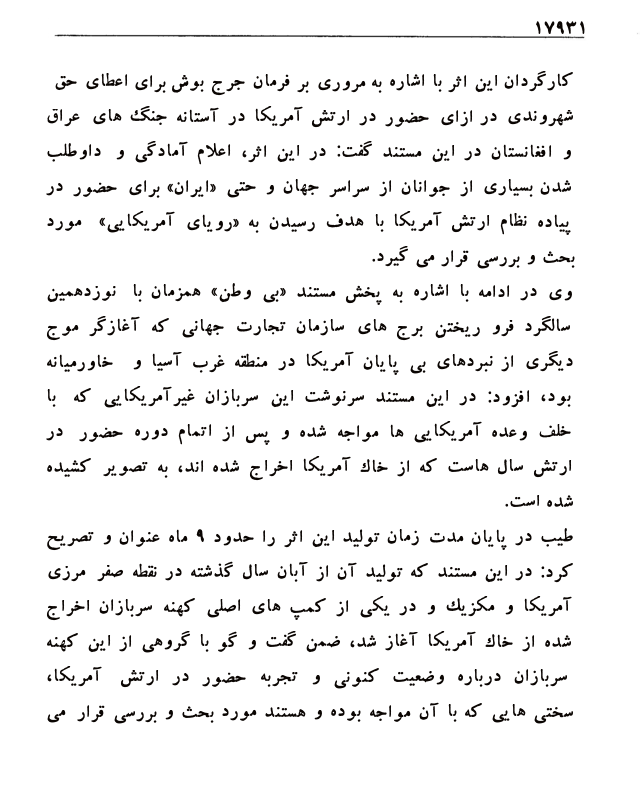 ۱۷۹۳۱
کارگردان این اثر با اشاره به مروری بر فرمان جرج بوش برای اعطای حق
شهروندی در ازای حضور در ارتش آمریکا در آستانه جنگ های عراق
و افغانستان در این مستند گفت: در این اثر، اعلام آمادگی و داوطلب
شدن بسیاری از جوانان از سراسر جهان و حتی «ایران» برای حضور در
پیاده نظام ارتش آمریکا با هدف رسیدن به «رویای آمریکایی» مورد
بحث و بررسی قرار می گیرد.
وی در ادامه با اشاره به پخش مستند «بی وطن» همزمان با نوزدهمین
سالگرد فرو ریختن برج های سازمان تجارت جهانی که آغازگر موج
دیگری از نبردهای بی پایان آمریکا در منطقه غرب آسیا و خاورمیانه
بود، افزود: در این مستند سرنوشت این سربازان غیرآمریکایی که با
خلف وعده آمریکایی ها مواجه شده و پس از اتمام دوره حضور در
ارتش سال هاست که از خاک آمریکا اخراج شده اند، به تصویر کشیده
شده است.
طیب در پایان مدت زمان تولید این اثر را حدود ۹ ماه عنوان و تصریح
کرد: در این مستند که تولید آن از آبان سال گذشته در نقطه صفر مرزی
آمریکا و مکزیک و در یکی از کمپ های اصلی کهنه سربازان اخراج
شده از خاک آمریکا آغاز شد، ضمن گفت و گو با گروهی از این کهنه
سربازان درباره وضعیت کنونی و تجربه حضور در ارتش آمریکا،
سختی هایی که با آن مواجه بوده و هستند مورد بحث و بررسی قرار می